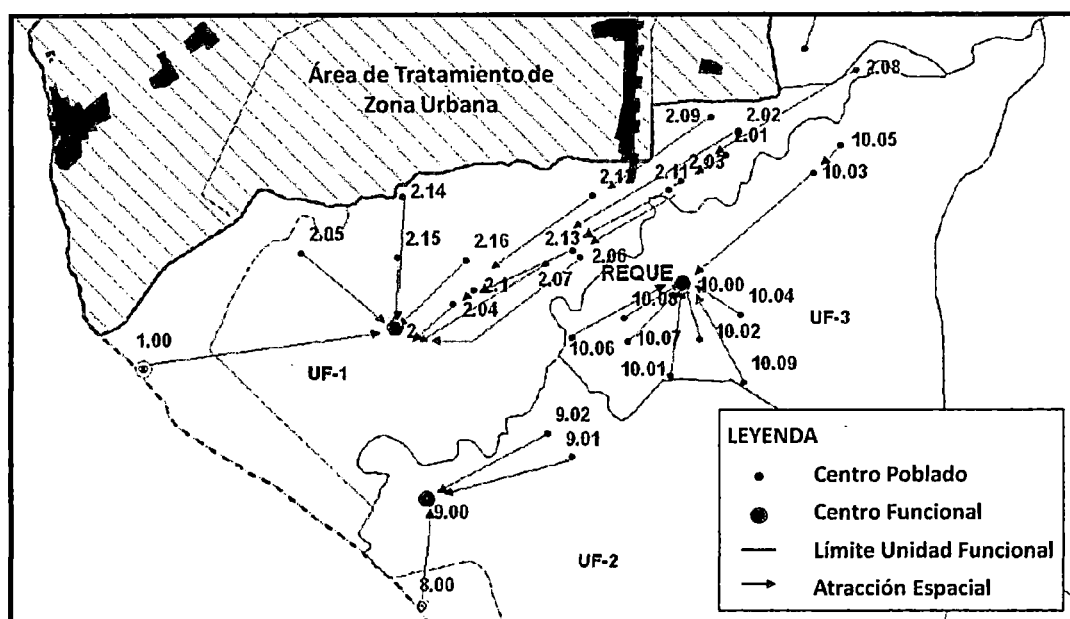 Área de Tratamiento de
Zona Urbana
2.08
2.09
2.02
2.01
10.05
2.03
10.03
2.11
2.14
2.05
2.15
2.16
2.13
2.06
REQUE
10.00
2.07
2.1
2.04
10.08
10.04
UF-3
1.00
10.07
10.02
10.06
UF-1
10.01
10.09
9.02
9.01
9.00
UF-2
8.00
LEYENDA
Centro Poblado
Centro Funcional
Límite Unidad Funcional
Atracción Espacial